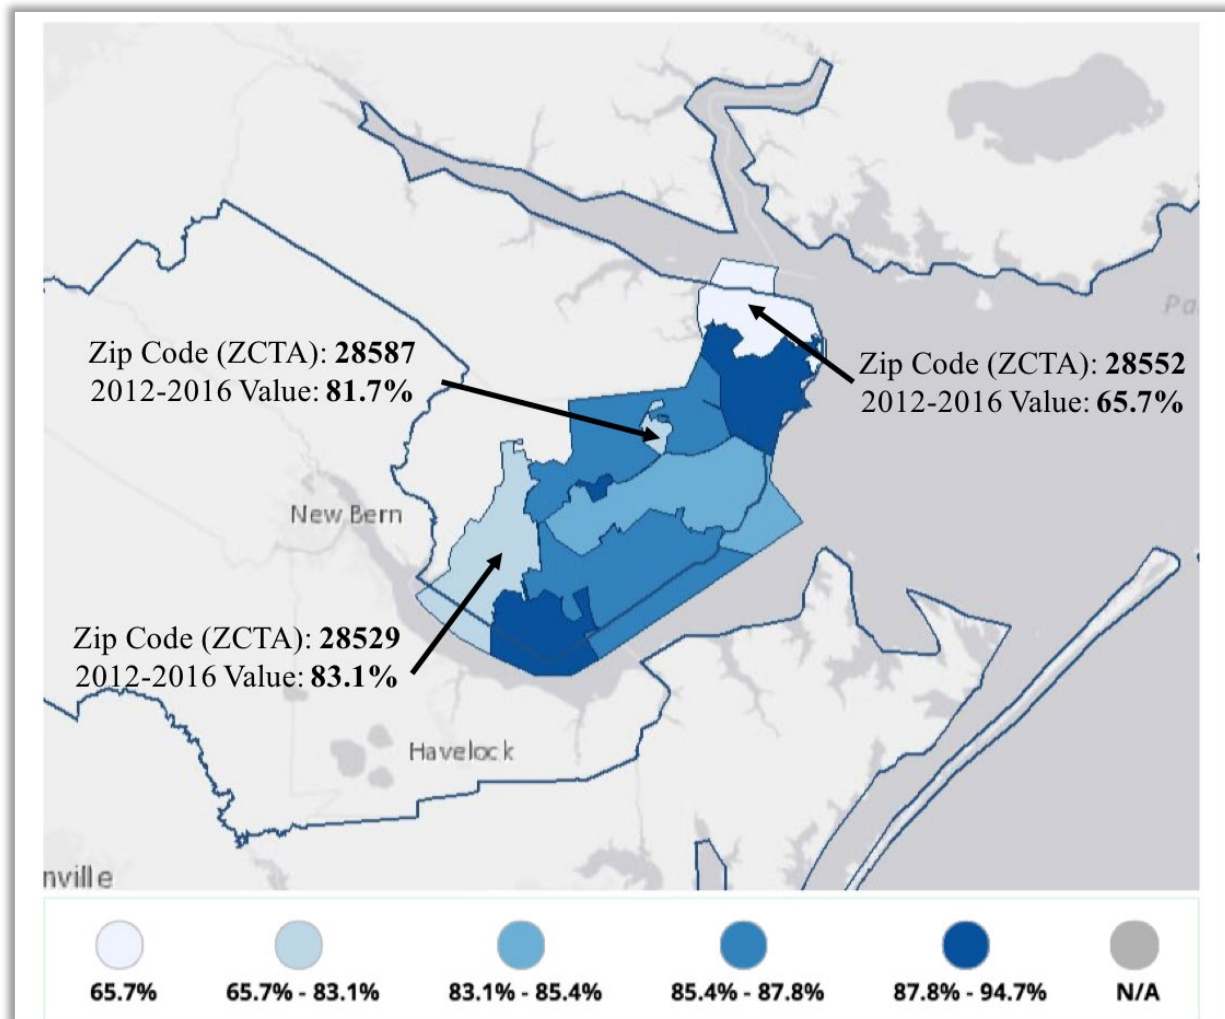 Pa
Zip Code (ZCTA): 28587
2012-2016 Value: 81.7%
Zip Code (ZCTA): 28552
2012-2016 Value: 65.7%
New Bern
Zip Code (ZCTA): 28529
2012-2016 Value: 83.1%
Havelock
nville
65.7%
65.7% - 83.1%
83.1% - 85.4%
85.4% - 87.8%
87.8% - 94.7%
N/A